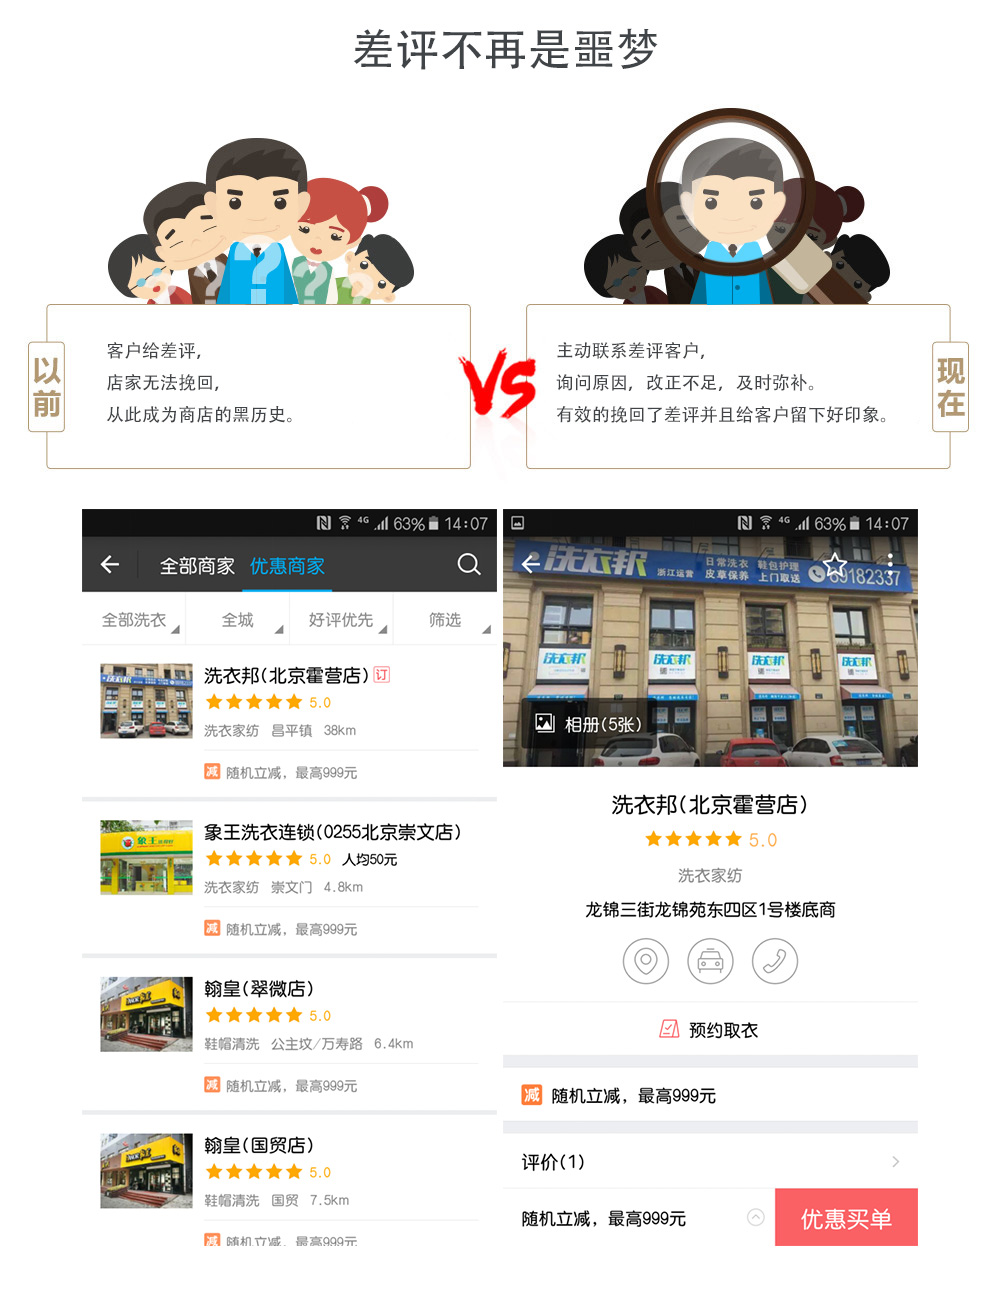 差评不再是噩梦
以前
客户给差评,
店家无法挽回,
从此成为商店的黑历史。
VS
主动联系差评客户,
询问原因，改正不足，及时弥补。
有效的挽回了差评并且给客户留下好印象。
现在
4G 63% 14:07
全部商家 优惠商家
全部洗衣 全城 好评优先 筛选
洗衣邦(北京霍营店) 订
5.0
洗衣家纺 昌平镇 38km
减 随机立减，最高999元
象王洗衣连锁(0255北京崇文店)
5.0 人均50元
洗衣家纺 崇文门 4.8km
减 随机立减，最高999元
翰皇(翠微店)
5.0
鞋帽清洗 公主坟/万寿路 6.4km
减 随机立减，最高999元
翰皇(国贸店)
5.0
鞋帽清洗 国贸 7.5km
减 随机立减，最高999元
4G 63% 14:07
洗衣邦
浙江运营
日常洗衣 鞋包护理
皮草保养 上门取送
69182337
洗衣邦 洗衣邦 洗衣邦 洗衣邦
相册(5张)
洗衣邦(北京霍营店)
5.0
洗衣家纺
龙锦三街龙锦苑东四区1号楼底商
预约取衣
减 随机立减，最高999元
评价(1)
随机立减，最高999元
优惠买单